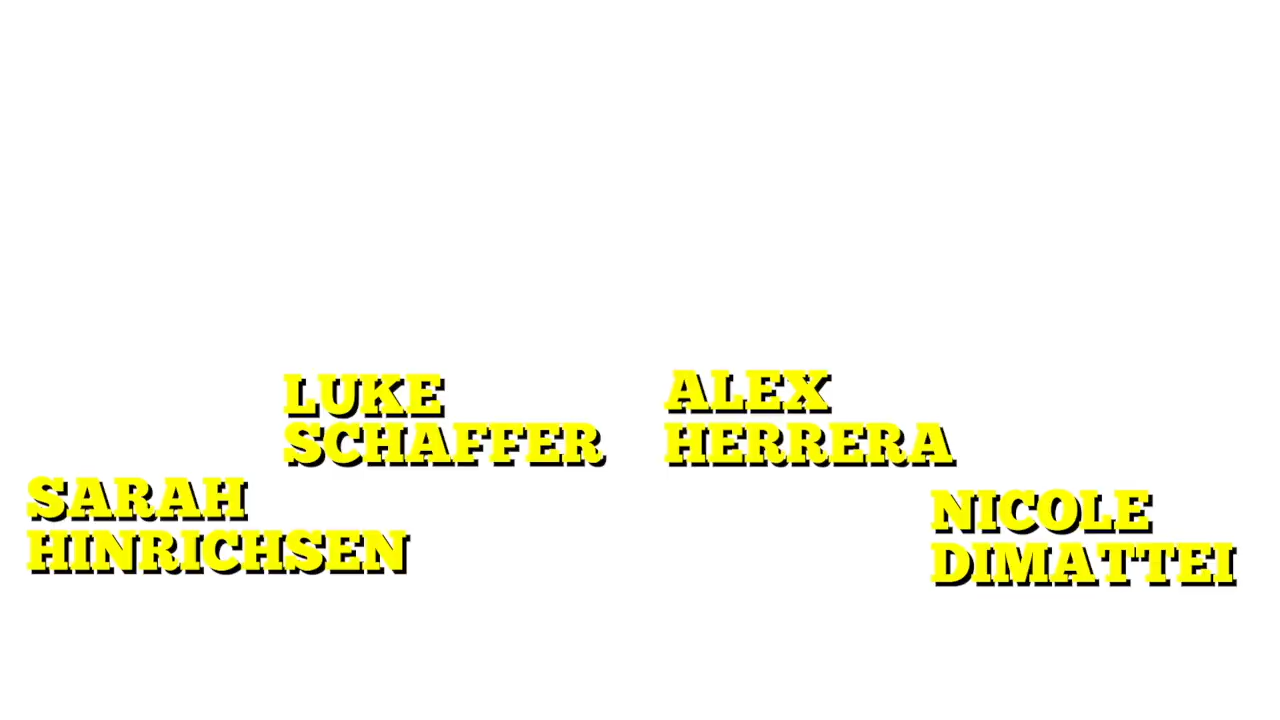 LUKE
SCHAFFER
ALEX
HERRERA
SARAH
HINRICHSEN
NICOLE
DIMATTEI